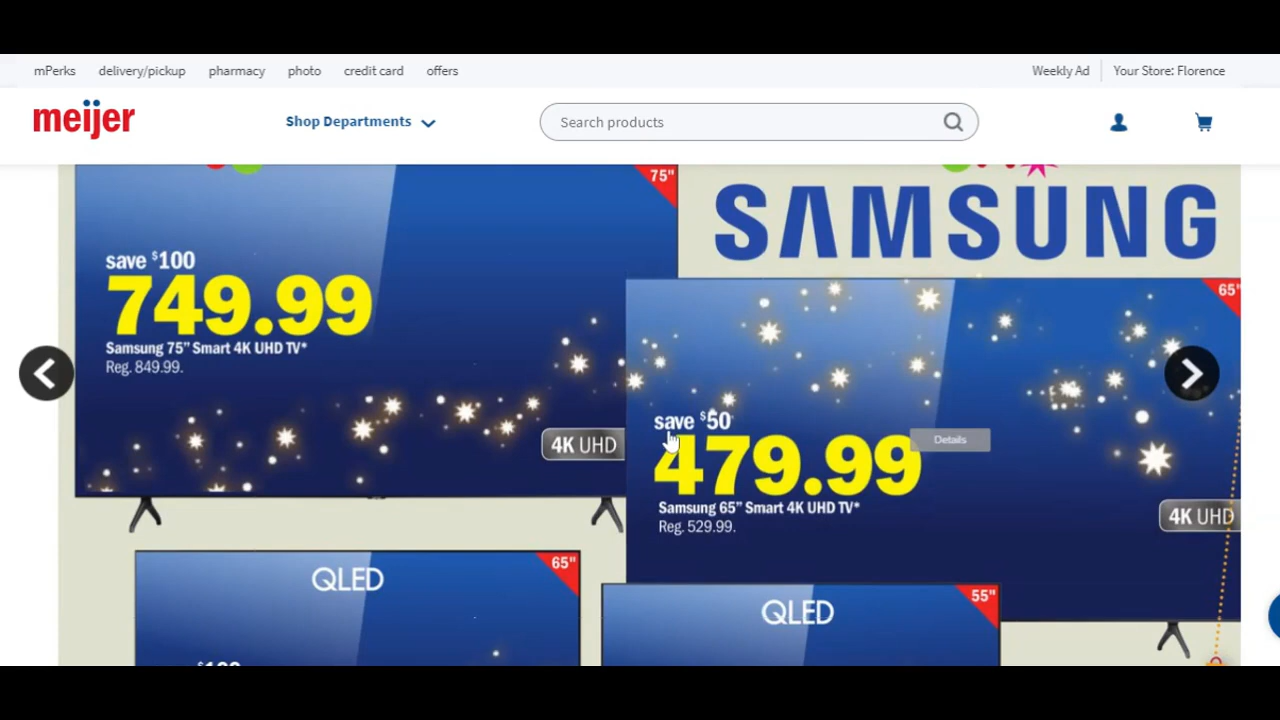 mPerks delivery/pickup pharmacy photo credit card offers Weekly Ad Your Store: Florence
meijer Shop Departments Search products
75"
SAMSUNG
save $100
749.99
Samsung 75" Smart 4K UHD TV*
Reg. 849.99.
4K UHD
65"
save $50
479.99
Details
Samsung 65" Smart 4K UHD TV*
Reg. 529.99.
4K UHD
QLED
65"
QLED
55"